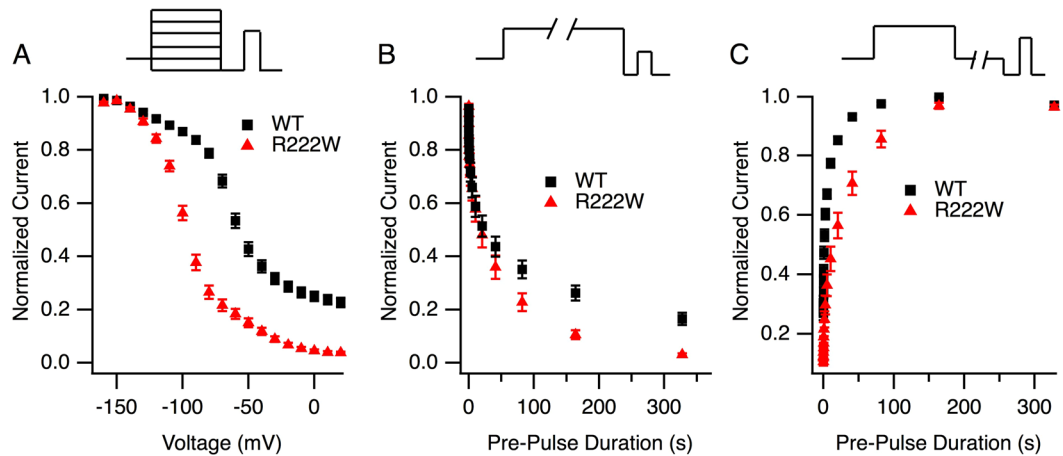 A
B
C
1.0
0.8
0.6
0.4
0.2
0.0
Normalized Current
WT
R222W
-150
-100
-50
0
Voltage (mV)
1.0
0.8
0.6
0.4
0.2
0.0
Normalized Current
WT
R222W
0
100
200
300
Pre-Pulse Duration (s)
1.0
0.8
0.6
0.4
0.2
Normalized Current
WT
R222W
0
100
200
300
Pre-Pulse Duration (s)